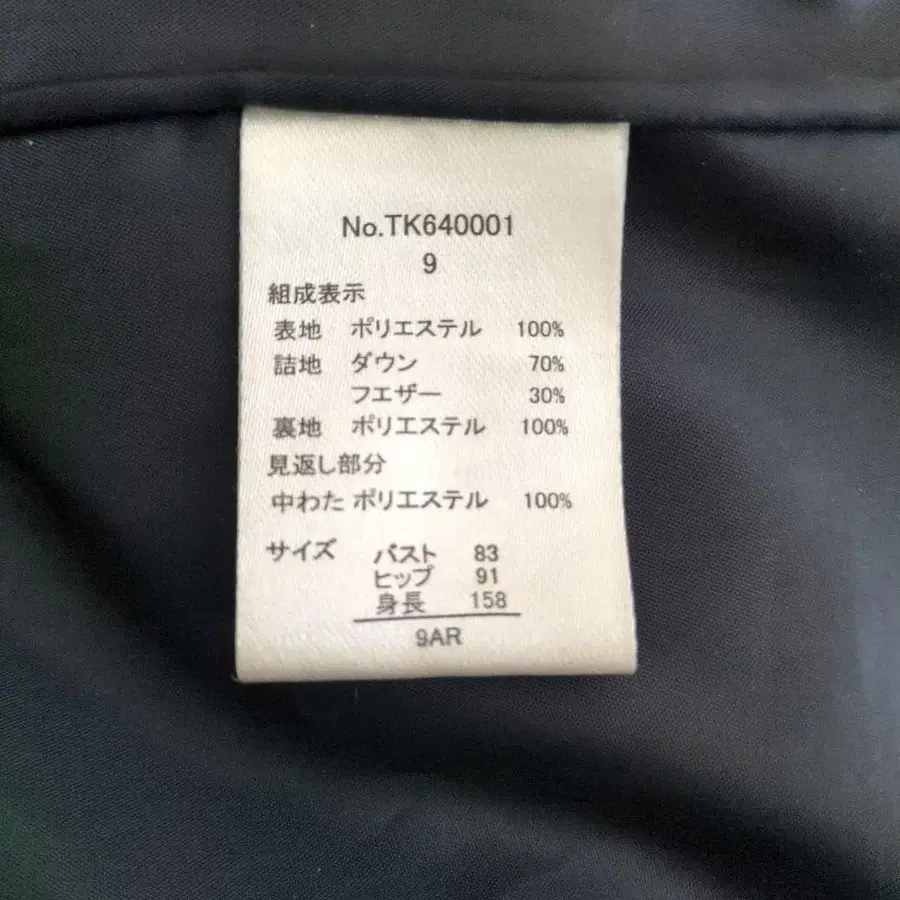 No.TK640001
9
組成表示
表地 ポリエステル 100%
詰地 ダウン 70%
フエザー 30%
裏地 ポリエステル 100%
見返し部分
中わた ポリエステル 100%
サイズ バスト 83
ヒップ 91
身長 158
9AR